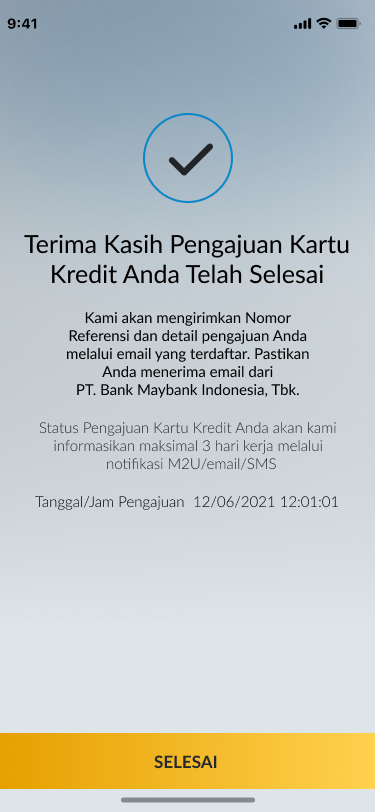 9:41
Terima Kasih Pengajuan Kartu
Kredit Anda Telah Selesai
Kami akan mengirimkan Nomor
Referensi dan detail pengajuan Anda
melalui email yang terdaftar. Pastikan
Anda menerima email dari
PT. Bank Maybank Indonesia, Tbk.
Status Pengajuan Kartu Kredit Anda akan kami
informasikan maksimal 3 hari kerja melalui
notifikasi M2U/email/SMS
Tanggal/Jam Pengajuan 12/06/2021 12:01:01
SELESAI